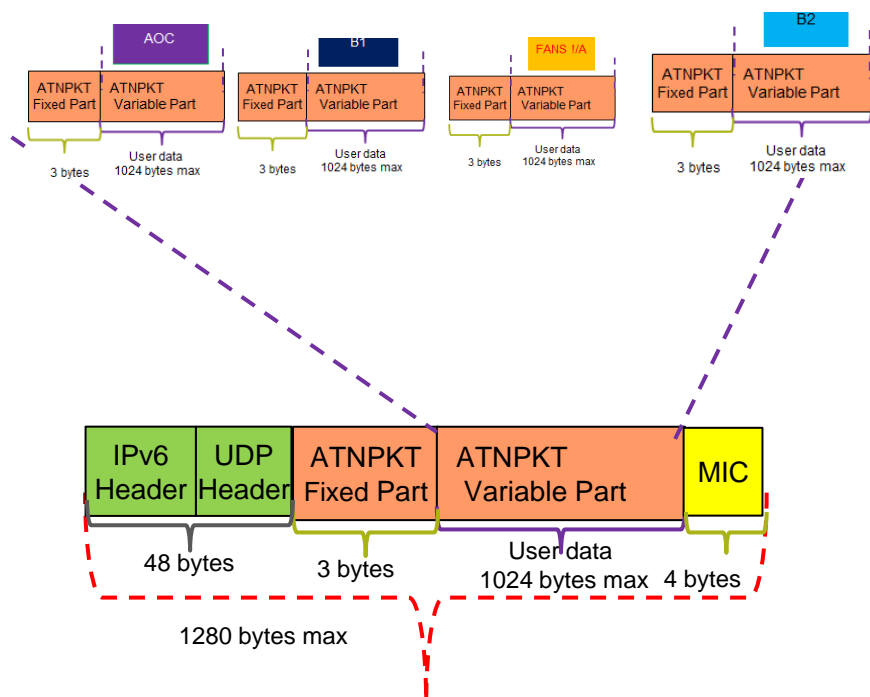 AOC
B1
FANS 1/A
B2
ATNPKT
Fixed Part
ATNPKT
Variable Part
ATNPKT
Fixed Part
ATNPKT
Variable Part
ATNPKT
Fixed Part
ATNPKT
Variable Part
ATNPKT
Fixed Part
ATNPKT
Variable Part
3 bytes
User data
1024 bytes max
3 bytes
User data
1024 bytes max
3 bytes
User data
1024 bytes max
3 bytes
User data
1024 bytes max
IPv6
Header
UDP
Header
ATNPKT
Fixed Part
ATNPKT
Variable Part
MIC
48 bytes
3 bytes
User data
1024 bytes max
4 bytes
1280 bytes max